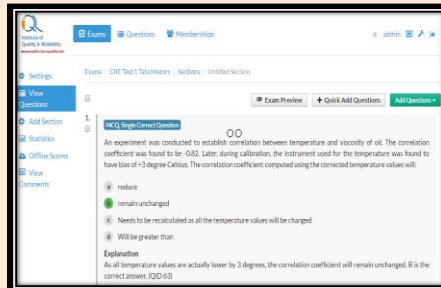 Institute of
Quality & Reliability
www.world-class-quality.com
Exams
Questions
Memberships
admin
Settings
View
Questions
Add Section
Statistics
Offline Scores
View
Comments
Exams / CRE Test 1 Tata Motors / Sections / Untitled Section
Exam Preview
+ Quick Add Questions
Add Questions
1.
MCQ, Single Correct Question
An experiment was conducted to establish correlation between temperature and viscosity of oil. The correlation
coefficient was found to be -0.82. Later, during calibration, the instrument used for the temperature was found to
have bias of +3 degree Celsius. The correlation coefficient computed using the corrected temperature values will:
a reduce
b remain unchanged
c Needs to be recalculated as all the temperature values will be changed
d Will be greater than
Explanation
As all temperature values are actually lower by 3 degrees, the correlation coefficient will remain unchanged. B is the
correct answer. (QID 63)